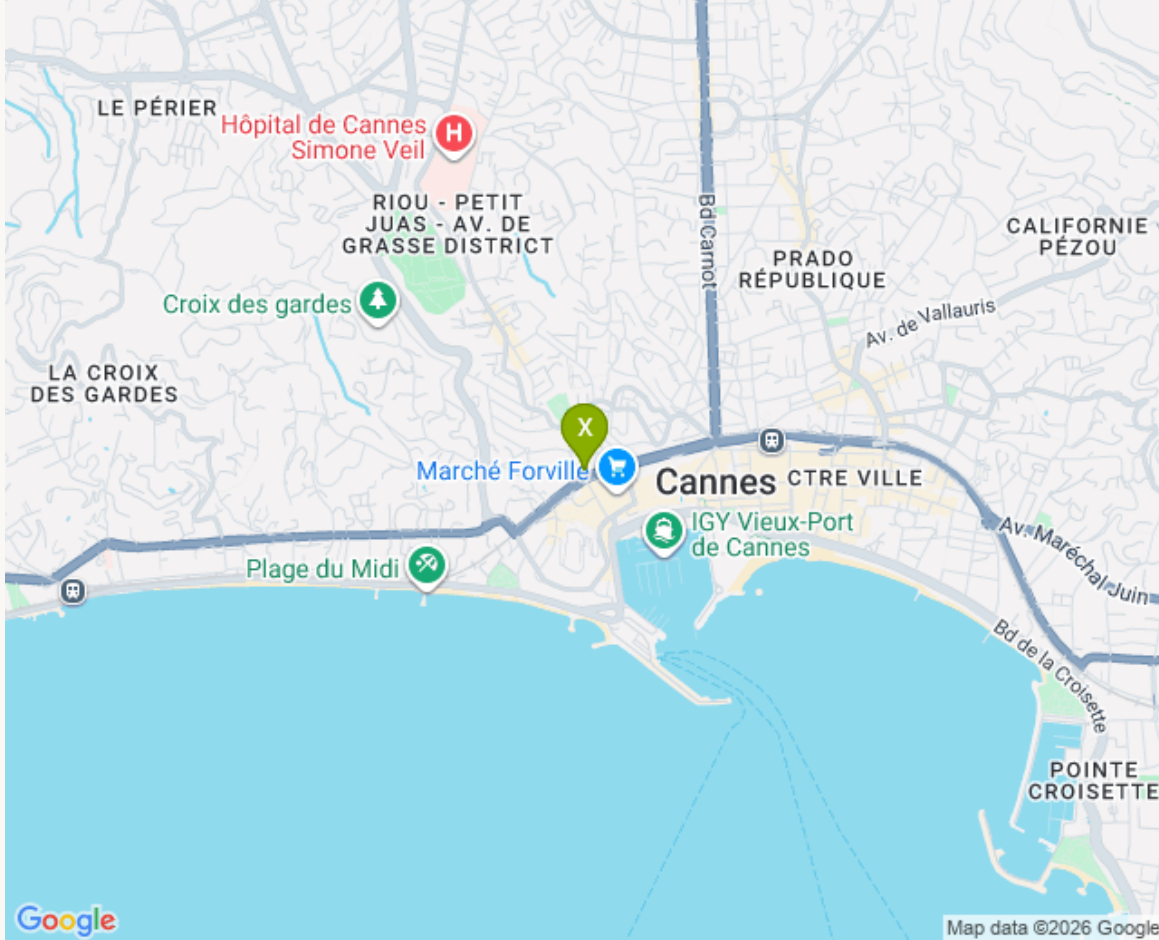 LE PÉRIER
Hôpital de Cannes
Simone Veil
H
RIOU - PETIT
JUAS - AV. DE
GRASSE DISTRICT
Bd Carnot
CALIFORNIE
PÉZOU
PRADO
RÉPUBLIQUE
Croix des gardes
Av. de Vallauris
LA CROIX
DES GARDES
X
Marché Forville
Cannes
CTRE VILLE
IGY Vieux-Port
de Cannes
Av. Maréchal Juin
Plage du Midi
Bd de la Croisette
POINTE
CROISETTE
Google
Map data ©2026 Google